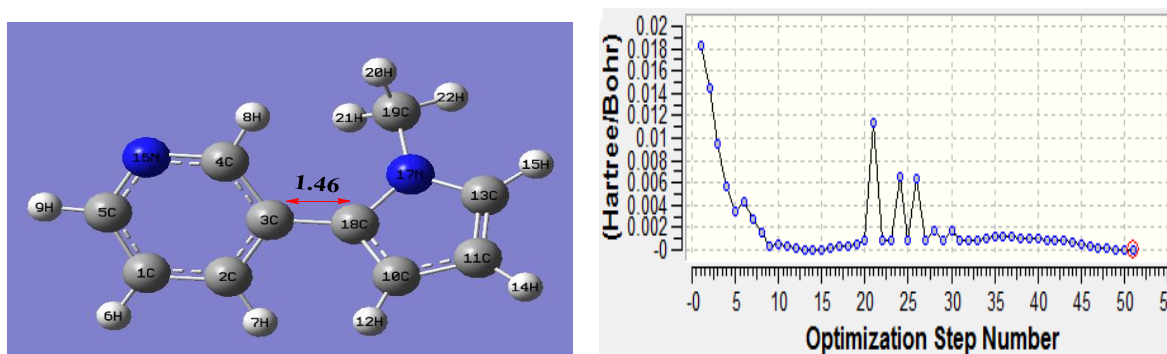 20H
22H
19C
21H
8H
16N
4C
17N
15H
1.46
13C
9H
5C
3C
18C
11C
1C
2C
10C
14H
6H
7H
12H
(Hartree/Bohr)
0.02
0.018
0.016
0.014
0.012
0.01
0.008
0.006
0.004
0.002
-0
-0 5 10 15 20 25 30 35 40 45 50 55
Optimization Step Number